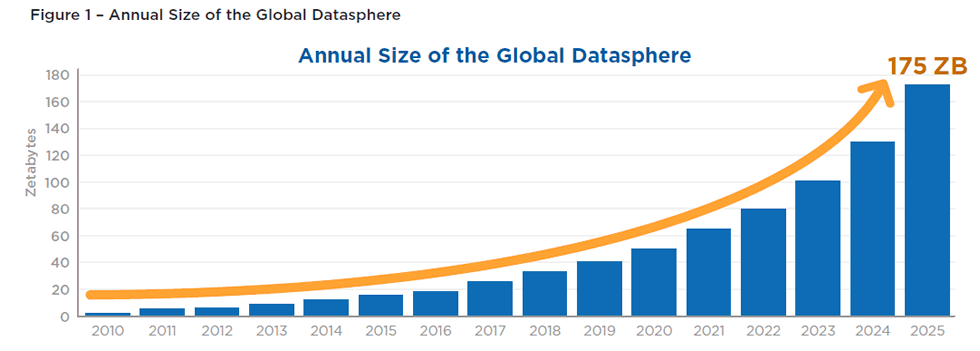 Figure 1 – Annual Size of the Global Datasphere
Annual Size of the Global Datasphere
175 ZB
Zetabytes
180
160
140
120
100
80
60
40
20
0
2010 2011 2012 2013 2014 2015 2016 2017 2018 2019 2020 2021 2022 2023 2024 2025